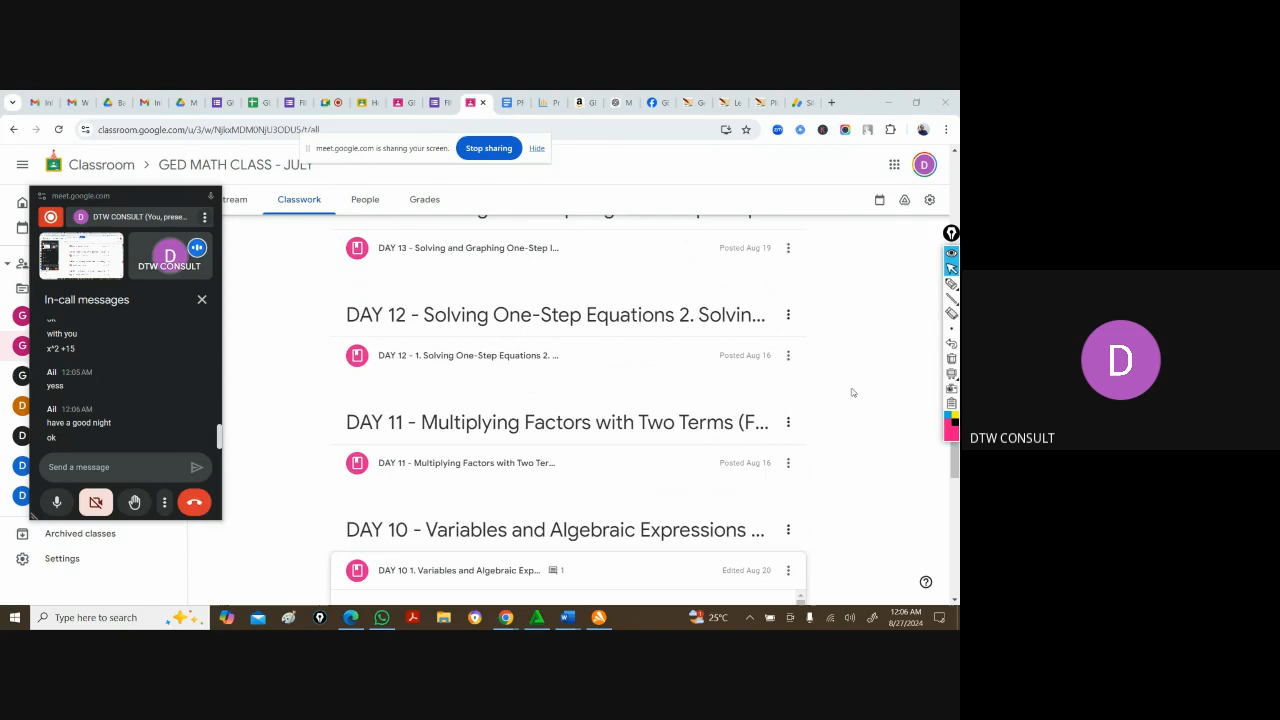 classroom.google.com/u/3/w/NjkxMDM0NjU3ODU5/t/all
meet.google.com is sharing your screen.
Stop sharing
Hide
Classroom
GED MATH CLASS - JULY
D
tream
Classwork
People
Grades
meet.google.com
DTW CONSULT (You, prese...
D
DTW CONSULT
In-call messages
with you
x^2 +15
Ail 12:05 AM
yess
Ail 12:06 AM
have a good night
ok
Send a message
Archived classes
Settings
DAY 13 - Solving and Graphing One-Step I...
Posted Aug 19
DAY 12 - Solving One-Step Equations 2. Solvin...
DAY 12 - 1. Solving One-Step Equations 2. ...
Posted Aug 16
DAY 11 - Multiplying Factors with Two Terms (F...
DAY 11 - Multiplying Factors with Two Ter...
Posted Aug 16
DAY 10 - Variables and Algebraic Expressions ...
DAY 10 1. Variables and Algebraic Exp...
1
Edited Aug 20
Type here to search
25°C
12:06 AM
8/27/2024
D
DTW CONSULT